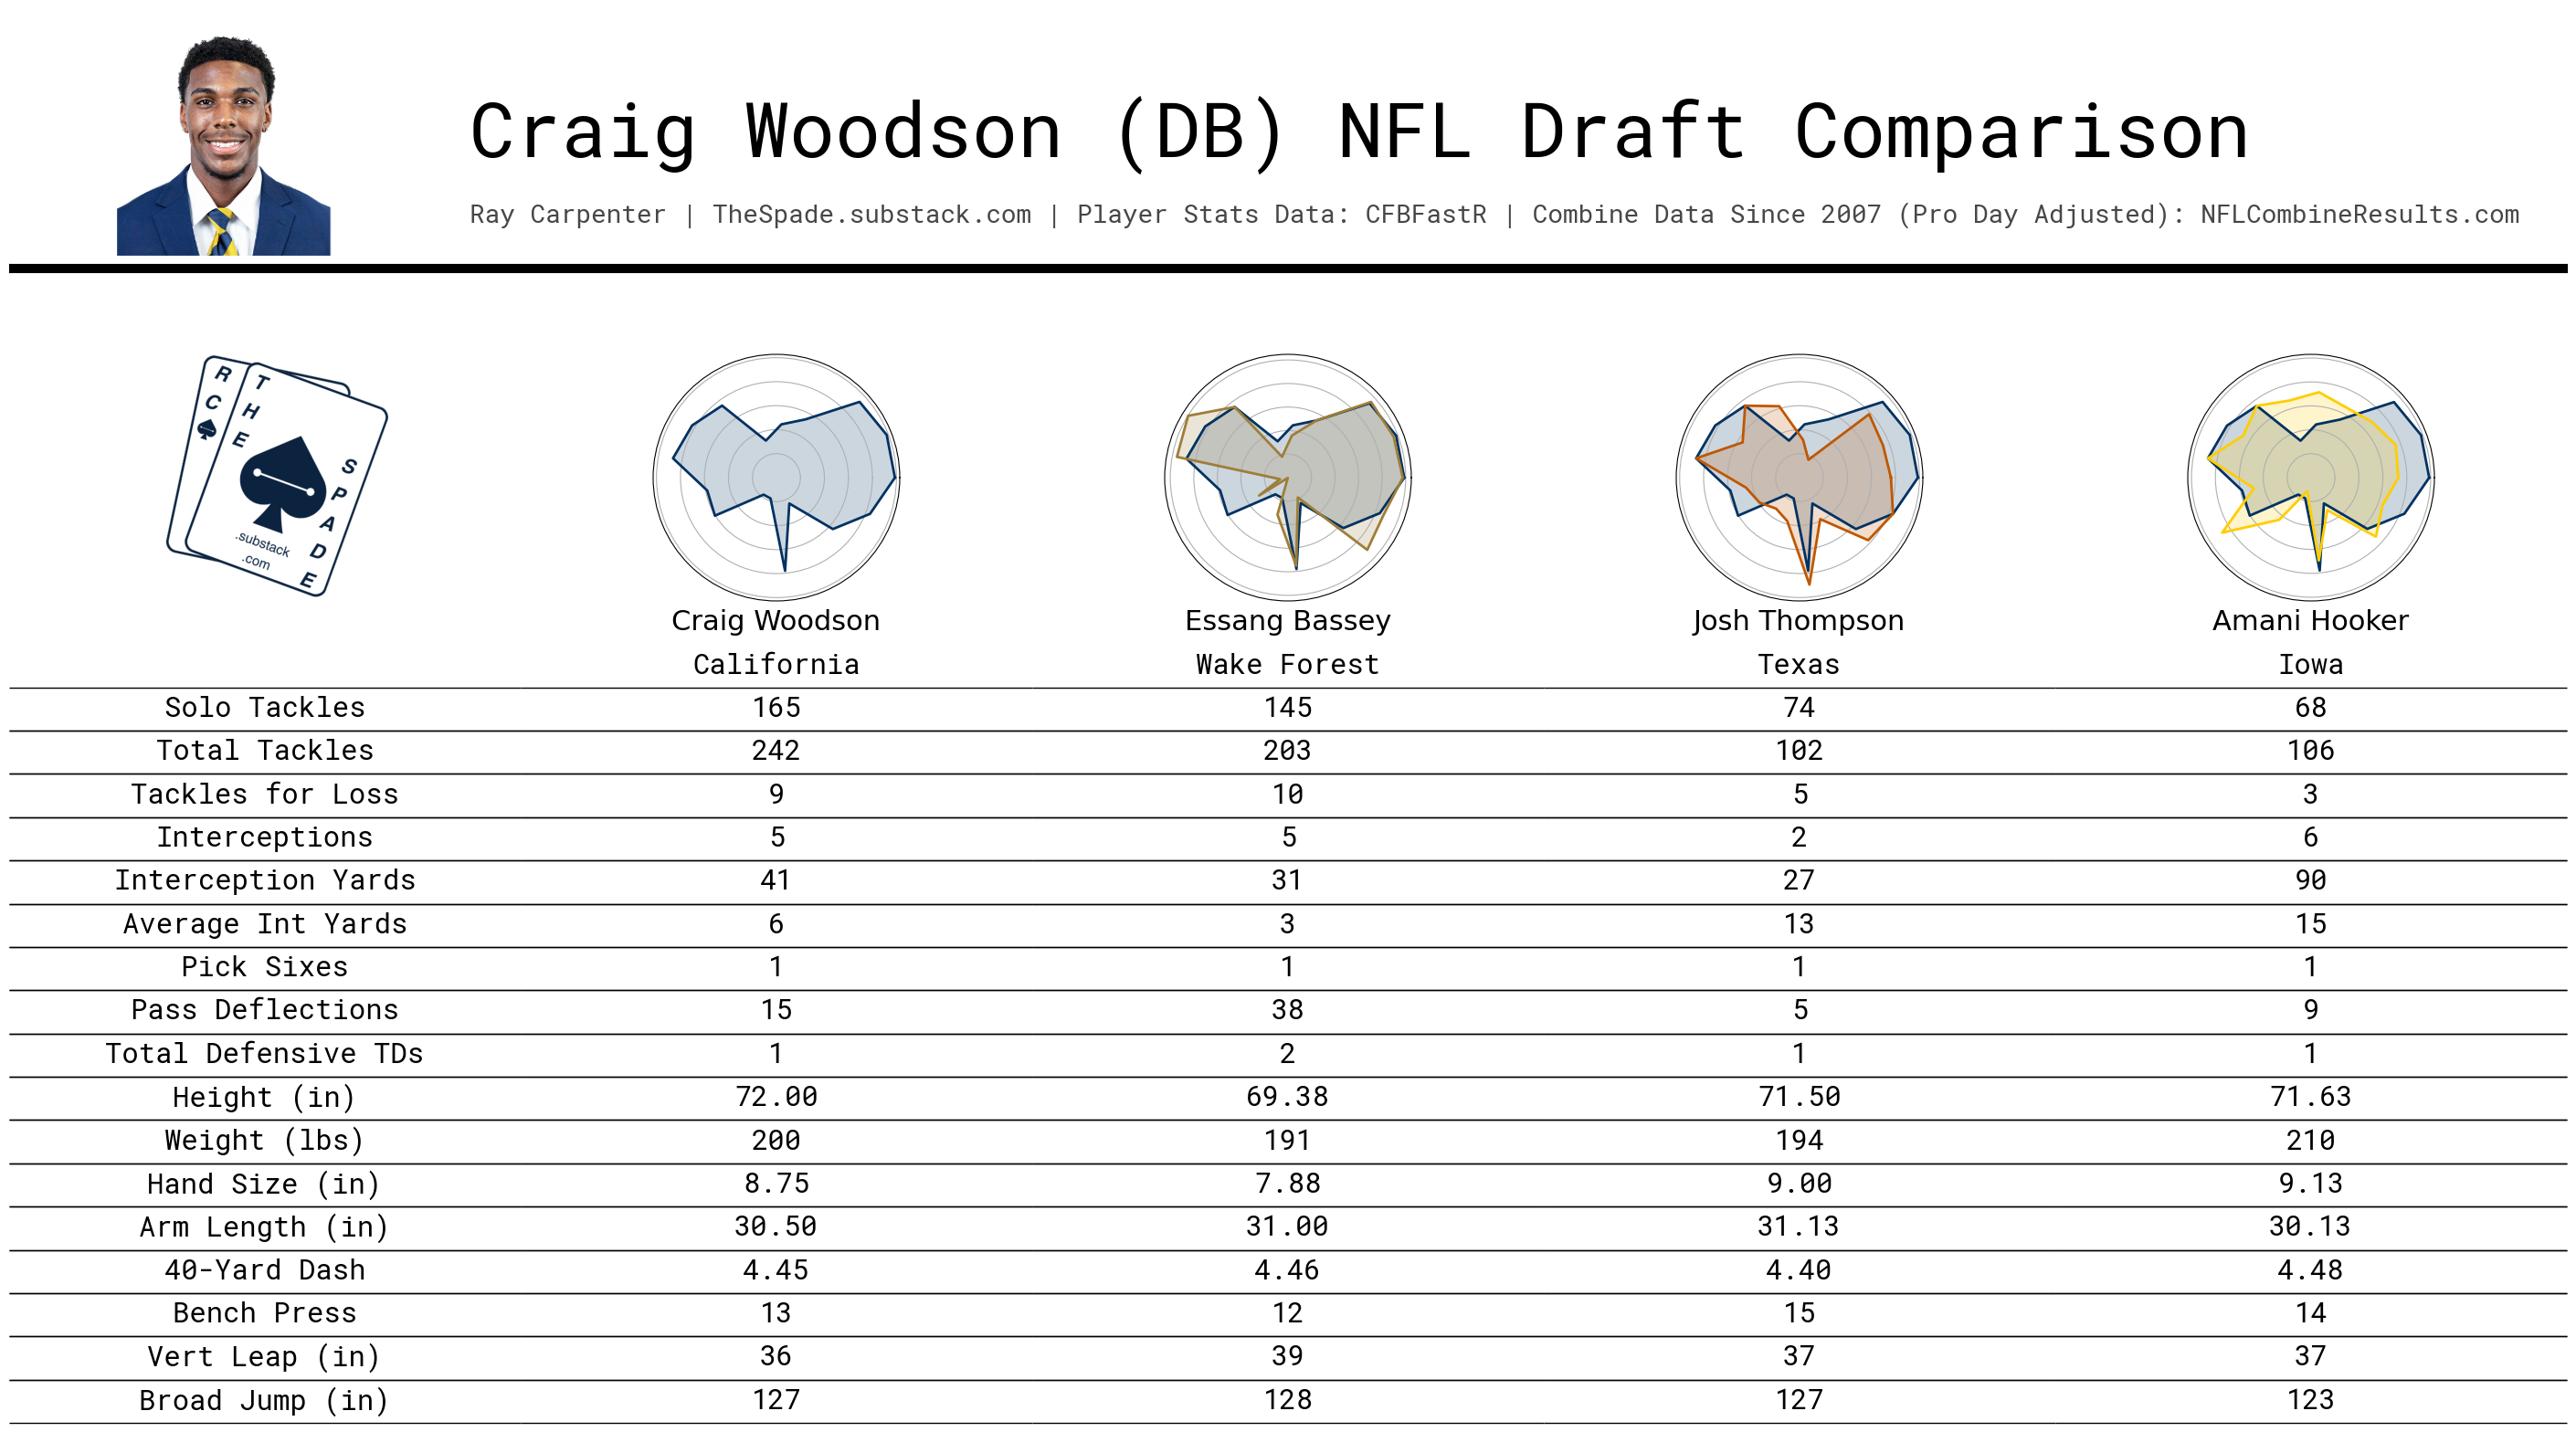 Craig Woodson (DB) NFL Draft Comparison
Ray Carpenter | TheSpade.substack.com | Player Stats Data: CFBFastR | Combine Data Since 2007 (Pro Day Adjusted): NFLCombineResults.com
RC
THE
SPADE
.substack
.com
Craig Woodson Essang Bassey Josh Thompson Amani Hooker
California Wake Forest Texas Iowa
Solo Tackles 165 145 74 68
Total Tackles 242 203 102 106
Tackles for Loss 9 10 5 3
Interceptions 5 5 2 6
Interception Yards 41 31 27 90
Average Int Yards 6 3 13 15
Pick Sixes 1 1 1 1
Pass Deflections 15 38 5 9
Total Defensive TDs 1 2 1 1
Height (in) 72.00 69.38 71.50 71.63
Weight (lbs) 200 191 194 210
Hand Size (in) 8.75 7.88 9.00 9.13
Arm Length (in) 30.50 31.00 31.13 30.13
40-Yard Dash 4.45 4.46 4.40 4.48
Bench Press 13 12 15 14
Vert Leap (in) 36 39 37 37
Broad Jump (in) 127 128 127 123